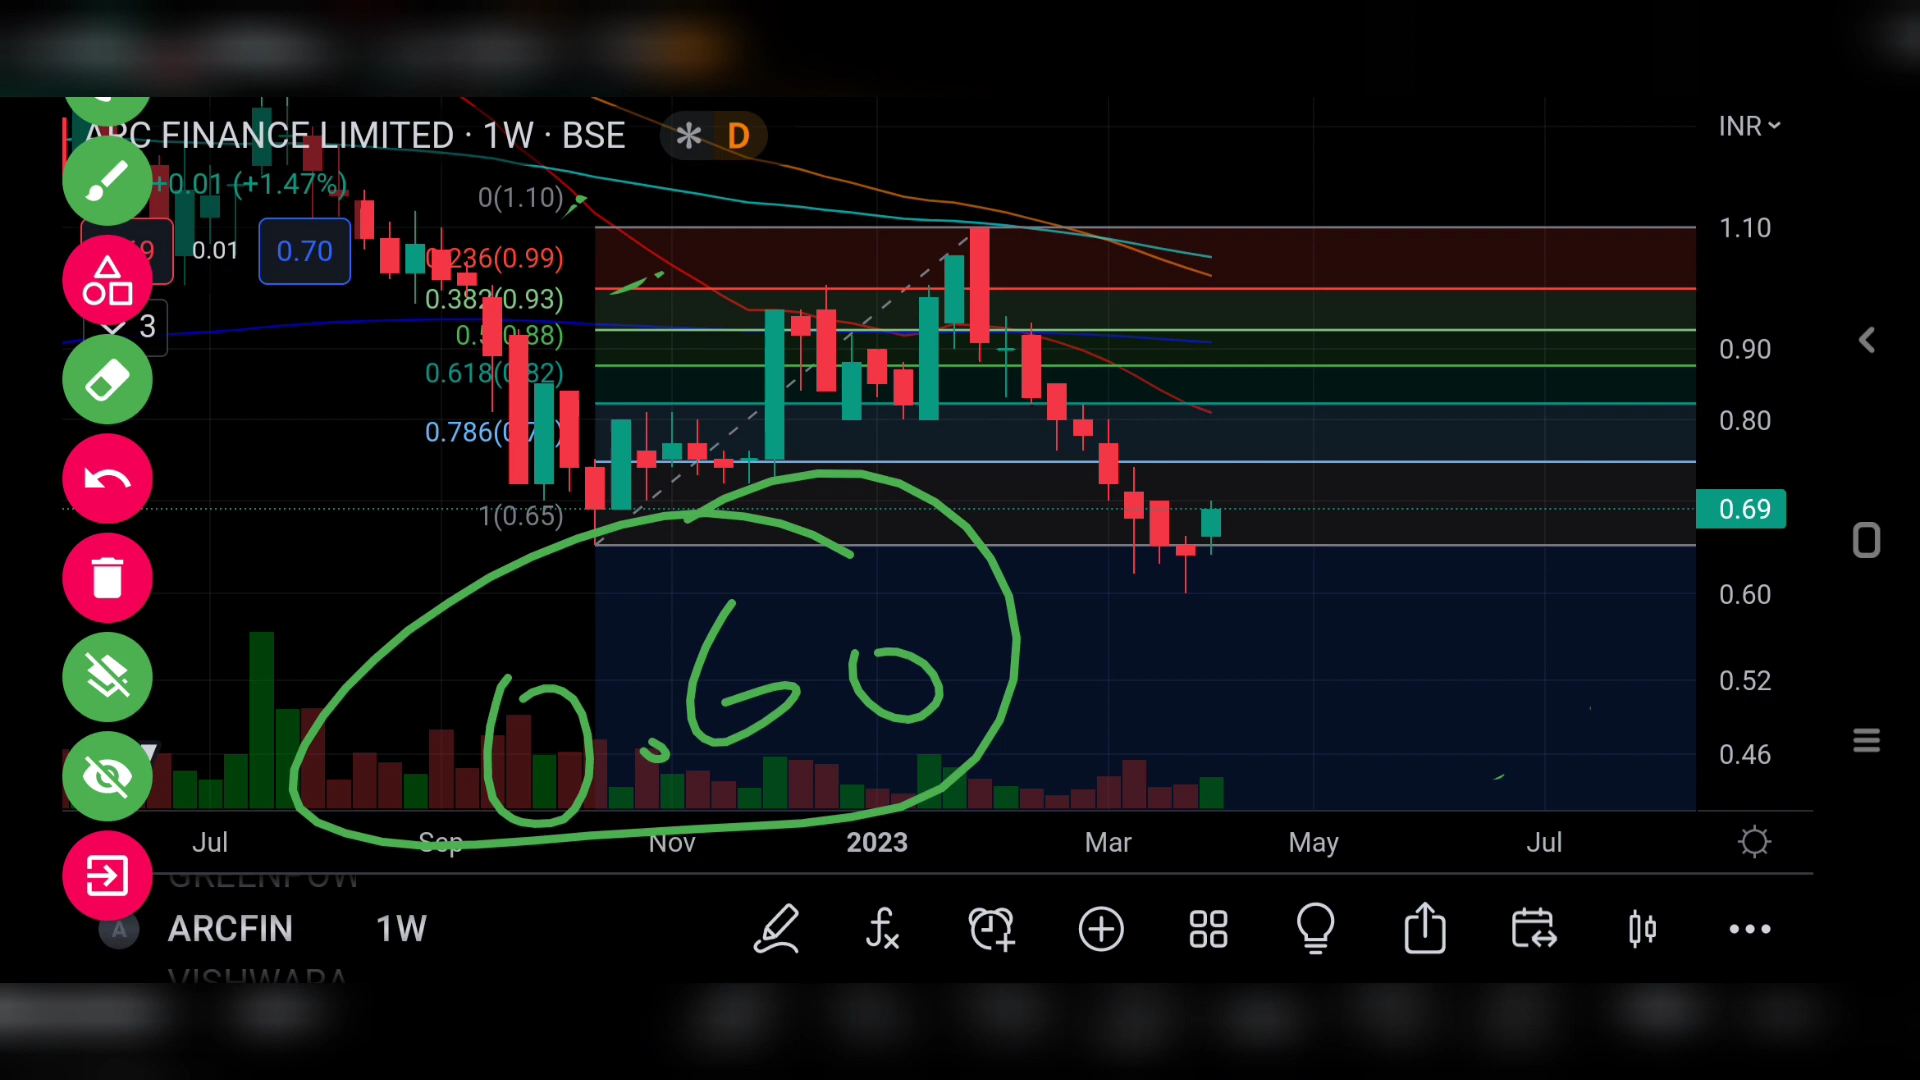 ARC FINANCE LIMITED · 1W · BSE
D
INR
+0.01 (+1.47%)
0.01
0.70
3
0(1.10)
0.236(0.99)
0.382(0.93)
0.618(0.82)
1(0.65)
1.10
0.90
0.80
0.69
0.60
0.52
0.46
0.60
Jul
Sep
Nov
2023
Mar
May
Jul
GREENPOW
A
ARCFIN
1W
VISHWARA